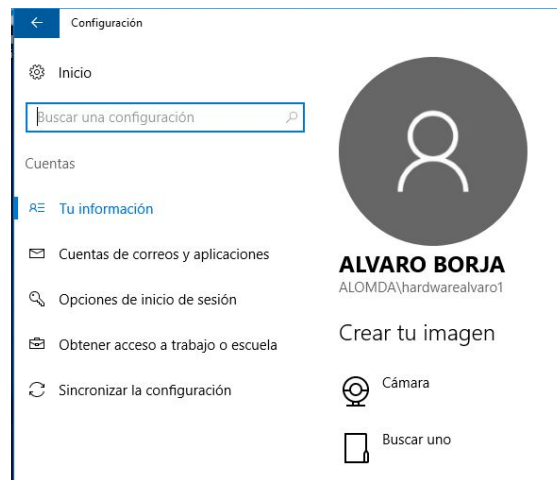 Configuración
Inicio
Buscar una configuración
Cuentas
Tu información
Cuentas de correos y aplicaciones
Opciones de inicio de sesión
Obtener acceso a trabajo o escuela
Sincronizar la configuración
ALVARO BORJA
ALOMDA\hardwarealvaro1
Crear tu imagen
Cámara
Buscar uno